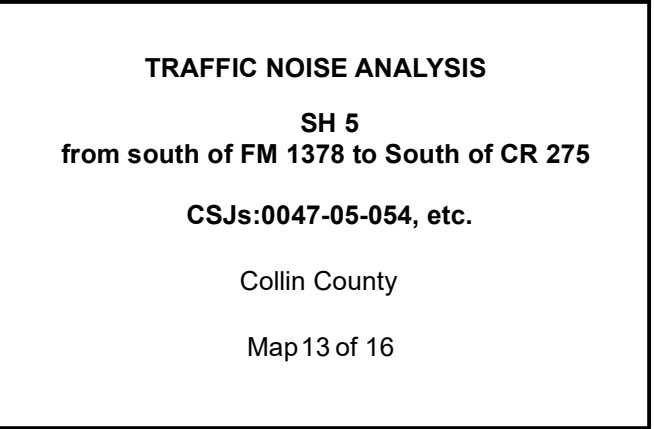 TRAFFIC NOISE ANALYSIS
SH 5
from south of FM 1378 to South of CR 275
CSJs:0047-05-054, etc.
Collin County
Map 13 of 16